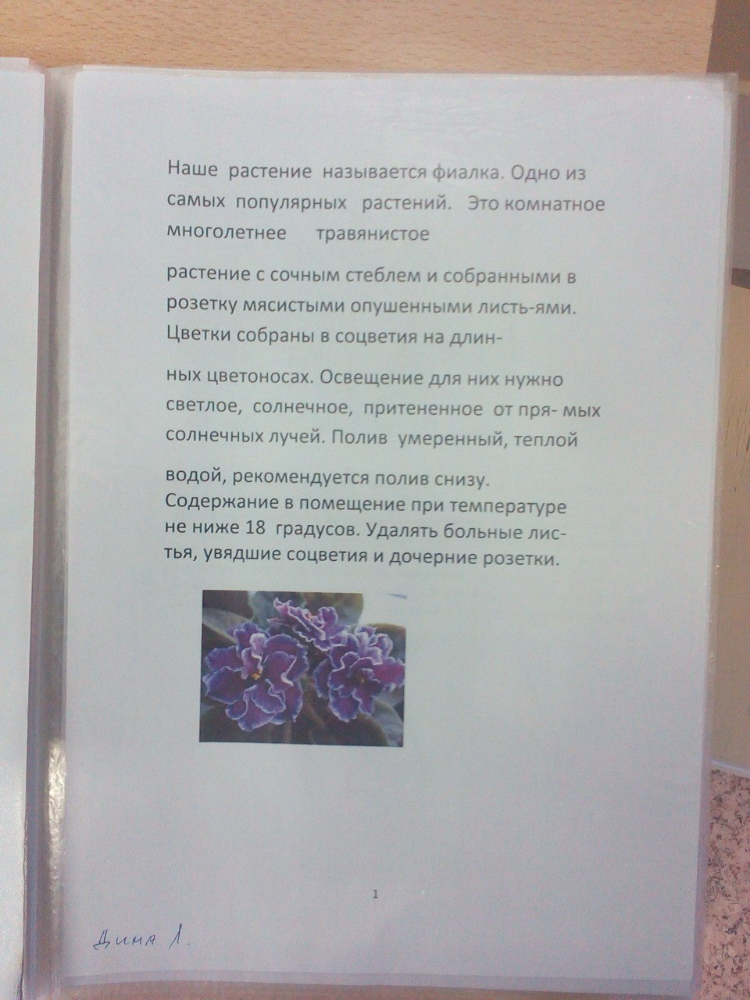 Наше растение называется фиалка. Одно из
самых популярных растений. Это комнатное
многолетнее травянистое
растение с сочным стеблем и собранными в
розетку мясистыми опушенными листь-ями.
Цветки собраны в соцветия на длин-
ных цветоносах. Освещение для них нужно
светлое, солнечное, притененное от пря- мых
солнечных лучей. Полив умеренный, теплой
водой, рекомендуется полив снизу.
Содержание в помещение при температуре
не ниже 18 градусов. Удалять больные лис-
тья, увядшие соцветия и дочерние розетки.
1
Дина Л.